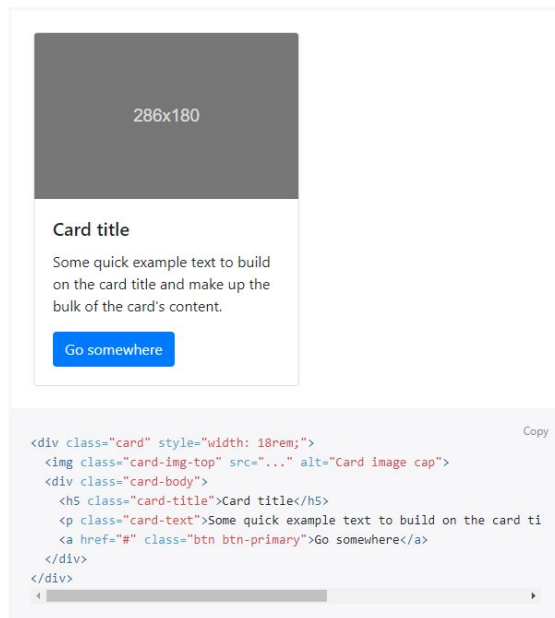 286x180
Card title
Some quick example text to build
on the card title and make up the
bulk of the card's content.
Go somewhere
Copy
<div class="card" style="width: 18rem;">
  <img class="card-img-top" src="..." alt="Card image cap">
  <div class="card-body">
    <h5 class="card-title">Card title</h5>
    <p class="card-text">Some quick example text to build on the card ti
    <a href="#" class="btn btn-primary">Go somewhere</a>
  </div>
</div>